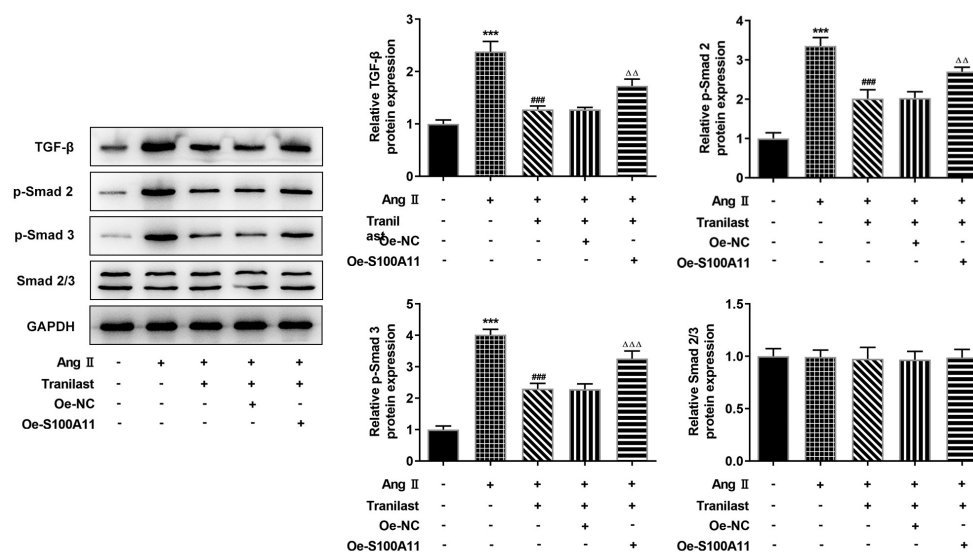 TGF-β
p-Smad 2
p-Smad 3
Smad 2/3
GAPDH
Ang Ⅱ - + + + +
Tranilast - - + + +
Oe-NC - - - + -
Oe-S100A11 - - - - +
Relative TGF-β
protein expression
3
2
1
0
***
###
ΔΔ
Ang Ⅱ - + + + +
Tranil
ast - - + + +
Oe-NC - - - + -
Oe-S100A11 - - - - +
Relative p-Smad 2
protein expression
4
3
2
1
0
***
###
ΔΔ
Ang Ⅱ - + + + +
Tranilast - - + + +
Oe-NC - - - + -
Oe-S100A11 - - - - +
Relative p-Smad 3
protein expression
5
4
3
2
1
0
***
###
ΔΔΔ
Ang Ⅱ - + + + +
Tranilast - - + + +
Oe-NC - - - + -
Oe-S100A11 - - - - +
Relative Smad 2/3
protein expression
1.5
1.0
0.5
0.0
Ang Ⅱ - + + + +
Tranilast - - + + +
Oe-NC - - - + -
Oe-S100A11 - - - - +